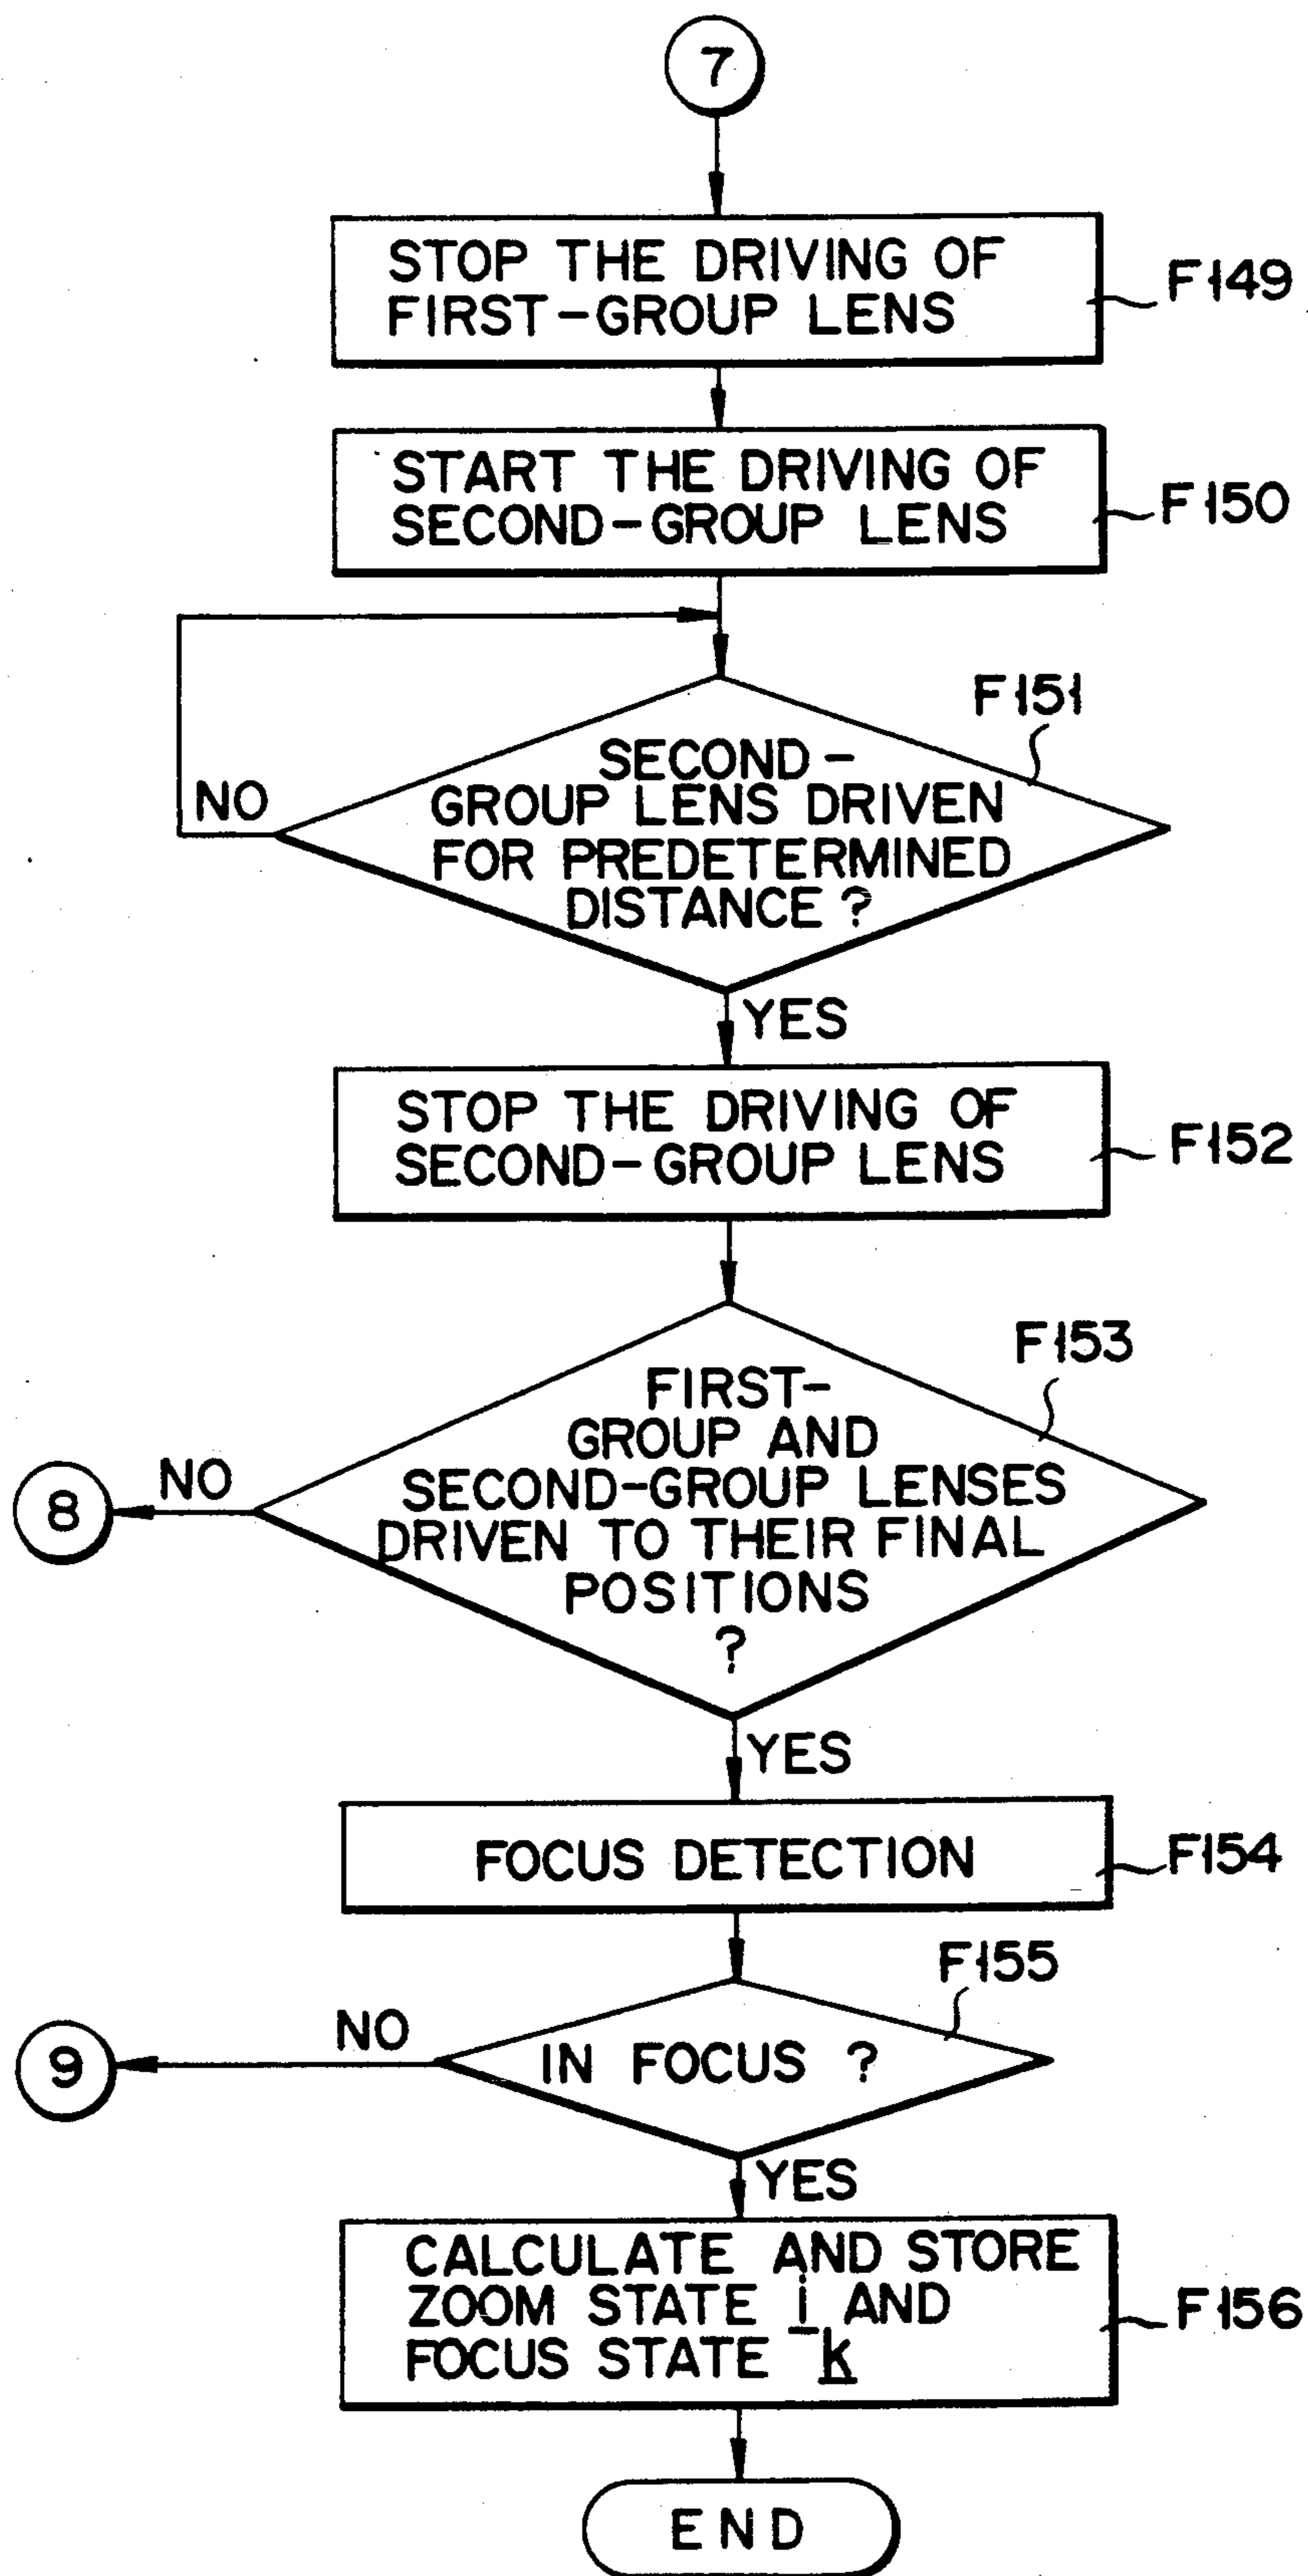 7
STOP THE DRIVING OF
FIRST-GROUP LENS
F149
START THE DRIVING OF
SECOND-GROUP LENS
F150
F151
SECOND-
GROUP LENS DRIVEN
FOR PREDETERMINED
DISTANCE ?
NO
YES
STOP THE DRIVING OF
SECOND-GROUP LENS
F152
F153
FIRST-
GROUP AND
SECOND-GROUP LENSES
DRIVEN TO THEIR FINAL
POSITIONS
?
NO
8
YES
FOCUS DETECTION
F154
F155
IN FOCUS ?
NO
9
YES
CALCULATE AND STORE
ZOOM STATE i AND
FOCUS STATE k
F156
END